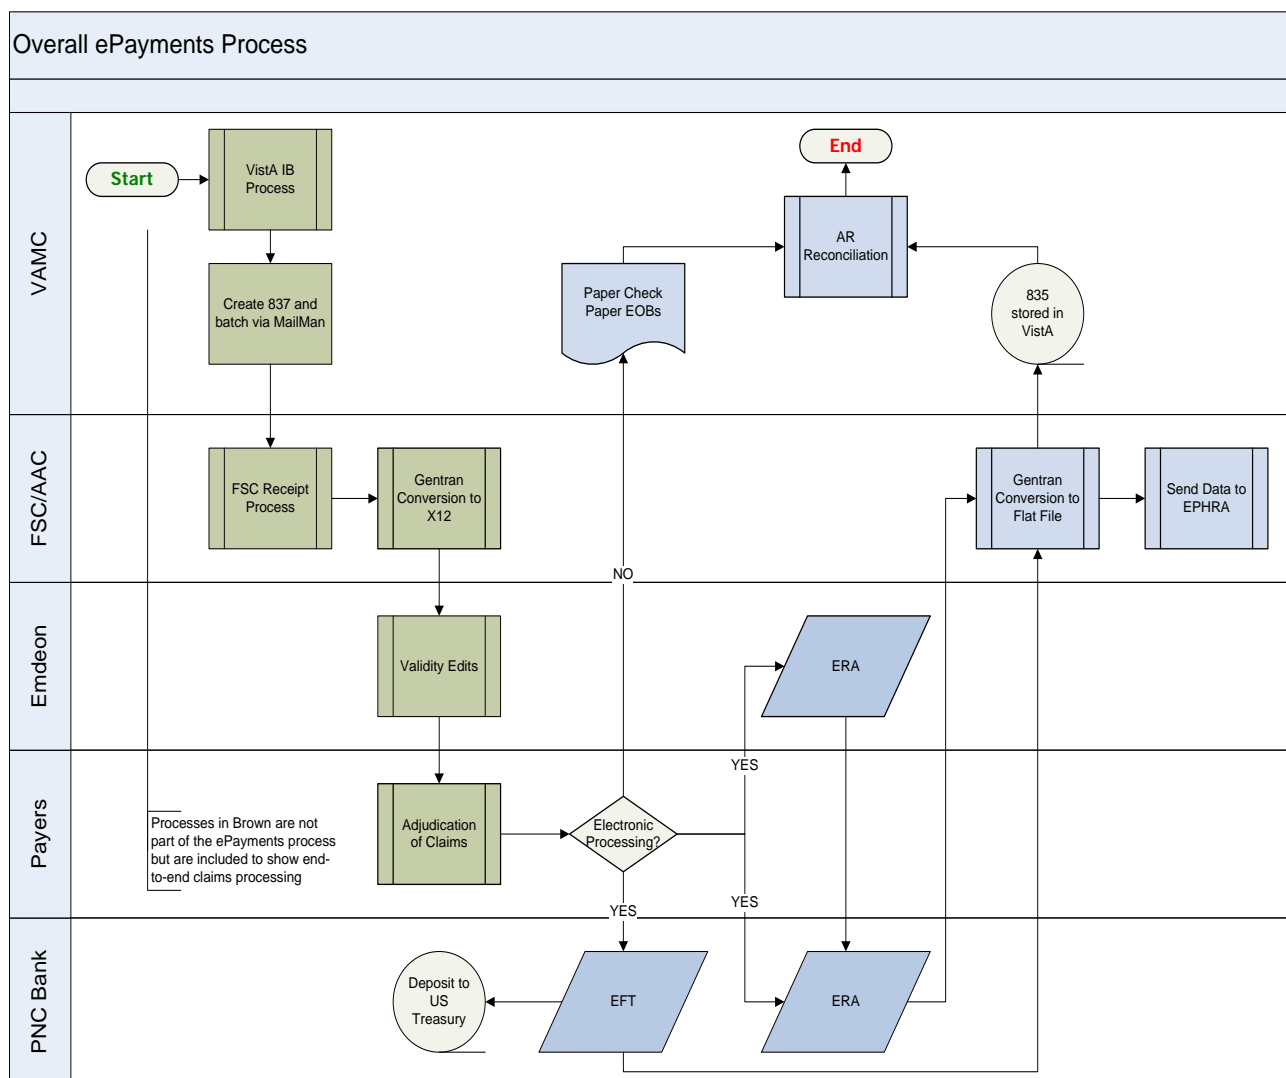 Overall ePayments Process
VAMC
Start
VistA IB
Process
Create 837 and
batch via MailMan
Paper Check
Paper EOBs
End
AR
Reconciliation
835
stored in
VistA
FSC/AAC
FSC Receipt
Process
Gentran
Conversion to
X12
NO
Gentran
Conversion to
Flat File
Send Data to
EPHRA
Emdeon
Validity Edits
ERA
Payers
Processes in Brown are not
part of the ePayments process
but are included to show end-
to-end claims processing
Adjudication
of Claims
Electronic
Processing?
YES
YES
YES
PNC Bank
Deposit to
US
Treasury
EFT
ERA